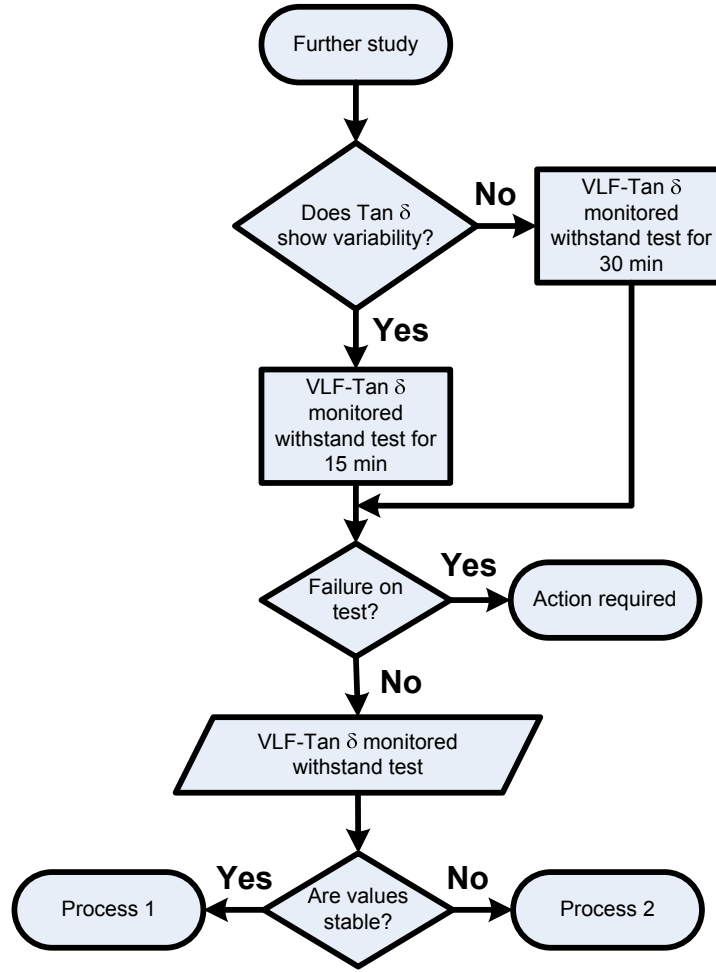 Further study
Does Tan δ
show variability?
No
VLF-Tan δ
monitored
withstand test for
30 min
Yes
VLF-Tan δ
monitored
withstand test for
15 min
Failure on
test?
Yes
Action required
No
VLF-Tan δ monitored
withstand test
Are values
stable?
Yes
Process 1
No
Process 2